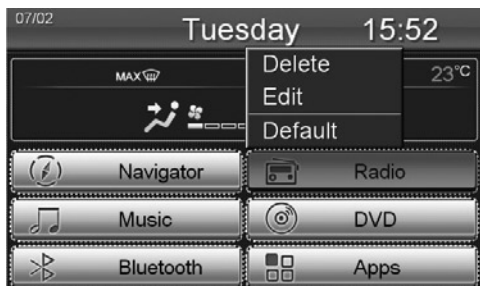 07/02 Tuesday 15:52
MAX
23°C
Delete
Edit
Default
Navigator
Radio
Music
DVD
Bluetooth
Apps